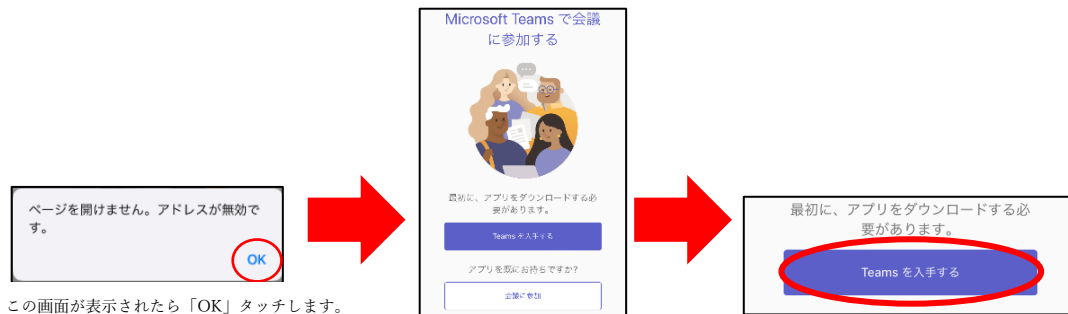 ページを開けません。アドレスが無効で
す。
OK
この画面が表示されたら「OK」タッチします。
Microsoft Teams で会議
に参加する
最初に、アプリをダウンロードする必
要があります。
Teams を入手する
アプリを既にお持ちですか?
会議に参加
最初に、アプリをダウンロードする必
要があります。
Teams を入手する